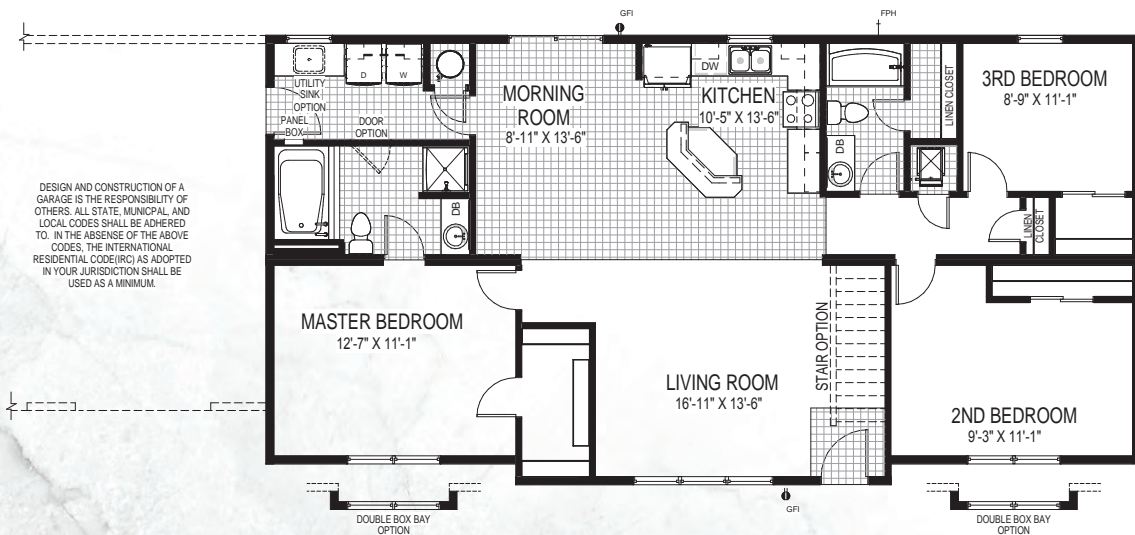 GFI
FPH
UTILITY
SINK
OPTION
D
W
PANEL
BOX
DOOR
OPTION
MORNING
ROOM
8'-11" X 13'-6"
DW
KITCHEN
10'-5" X 13'-6"
DB
LINEN CLOSET
3RD BEDROOM
8'-9" X 11'-1"
DB
LINEN
CLOSET
DESIGN AND CONSTRUCTION OF A
GARAGE IS THE RESPONSIBILITY OF
OTHERS. ALL STATE, MUNICPAL, AND
LOCAL CODES SHALL BE ADHERED
TO. IN THE ABSENSE OF THE ABOVE
CODES, THE INTERNATIONAL
RESIDENTIAL CODE(IRC) AS ADOPTED
IN YOUR JURISDICTION SHALL BE
USED AS A MINIMUM.
MASTER BEDROOM
12'-7" X 11'-1"
LIVING ROOM
16'-11" X 13'-6"
STAIR OPTION
2ND BEDROOM
9'-3" X 11'-1"
GFI
DOUBLE BOX BAY
OPTION
DOUBLE BOX BAY
OPTION